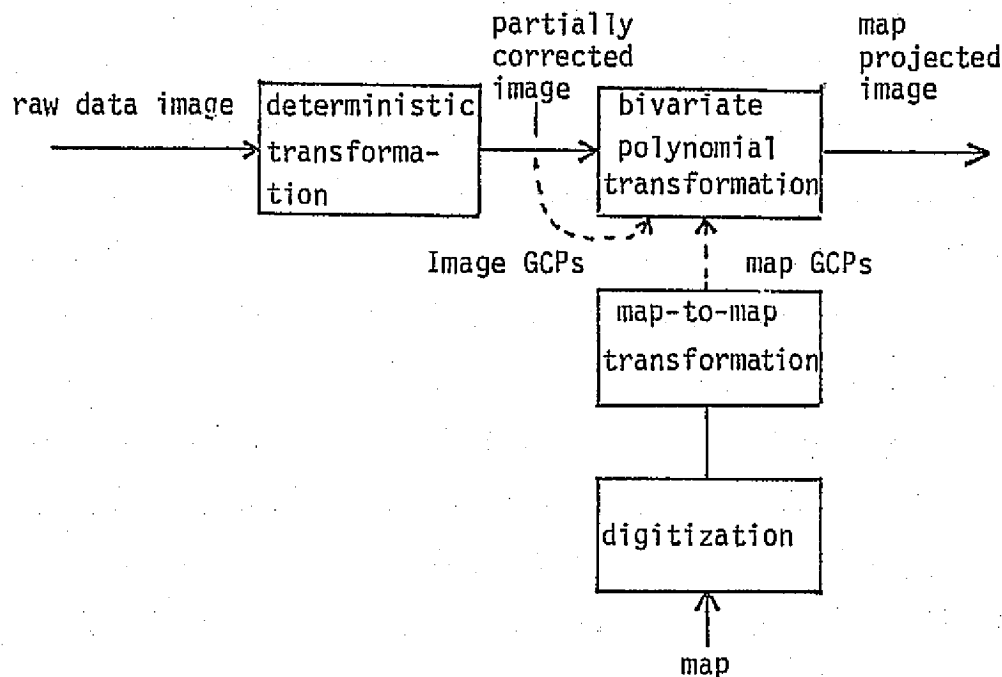 partially
corrected
image
map
projected
image
raw data image
deterministic
transforma-
tion
bivariate
polynomial
transformation
Image GCPs
map GCPs
map-to-map
transformation
digitization
map